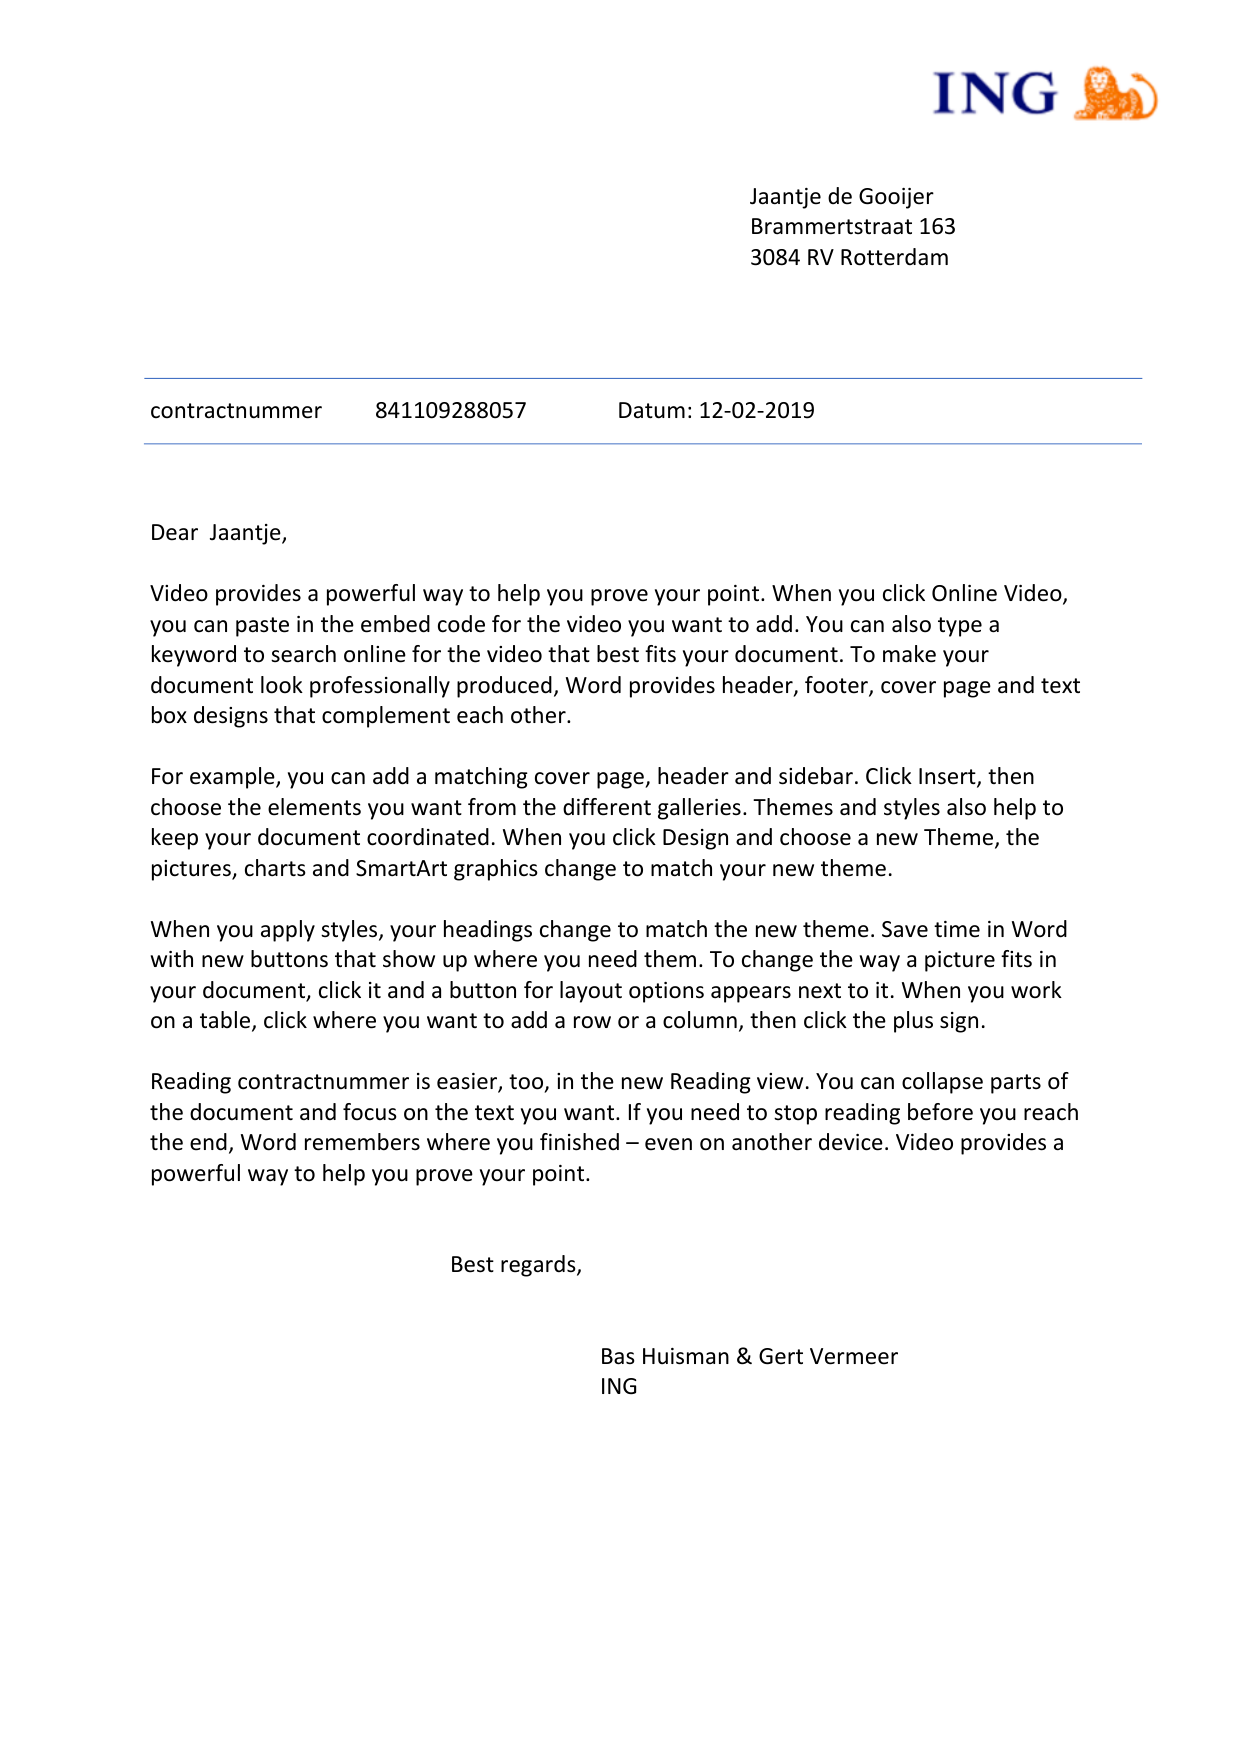 ING
Jaantje de Gooijer
Brammertstraat 163
3084 RV Rotterdam
contractnummer 841109288057 Datum: 12-02-2019
Dear  Jaantje,
Video provides a powerful way to help you prove your point. When you click Online Video,
you can paste in the embed code for the video you want to add. You can also type a
keyword to search online for the video that best fits your document. To make your
document look professionally produced, Word provides header, footer, cover page and text
box designs that complement each other.
For example, you can add a matching cover page, header and sidebar. Click Insert, then
choose the elements you want from the different galleries. Themes and styles also help to
keep your document coordinated. When you click Design and choose a new Theme, the
pictures, charts and SmartArt graphics change to match your new theme.
When you apply styles, your headings change to match the new theme. Save time in Word
with new buttons that show up where you need them. To change the way a picture fits in
your document, click it and a button for layout options appears next to it. When you work
on a table, click where you want to add a row or a column, then click the plus sign.
Reading contractnummer is easier, too, in the new Reading view. You can collapse parts of
the document and focus on the text you want. If you need to stop reading before you reach
the end, Word remembers where you finished – even on another device. Video provides a
powerful way to help you prove your point.
Best regards,
Bas Huisman & Gert Vermeer
ING